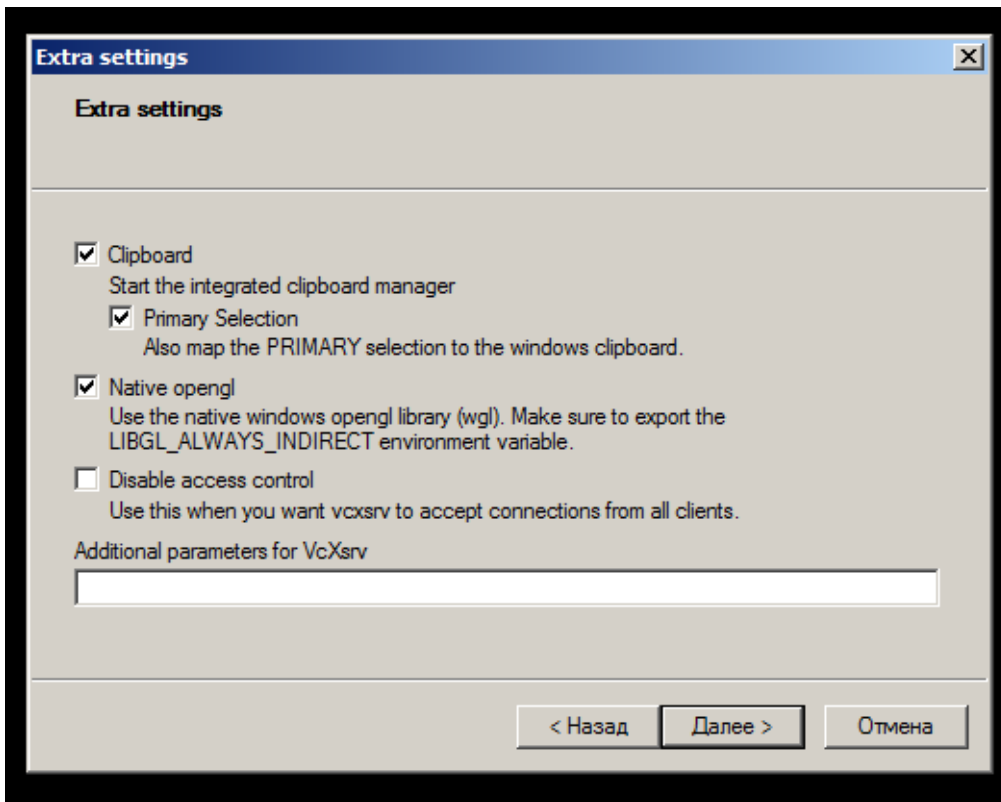 Extra settings
Extra settings
Clipboard
Start the integrated clipboard manager
Primary Selection
Also map the PRIMARY selection to the windows clipboard.
Native opengl
Use the native windows opengl library (wgl). Make sure to export the
LIBGL_ALWAYS_INDIRECT environment variable.
Disable access control
Use this when you want vcxsrv to accept connections from all clients.
Additional parameters for VcXsrv
< Назад Далее > Отмена